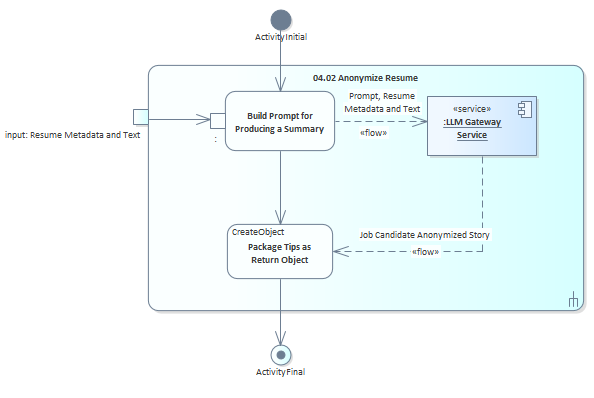 ActivityInitial
04.02 Anonymize Resume
Prompt, Resume
Metadata and Text
«flow»
«service»
:LLM Gateway
Service
Build Prompt for
Producing a Summary
input: Resume Metadata and Text
:
Job Candidate Anonymized Story
«flow»
CreateObject
Package Tips as
Return Object
ActivityFinal